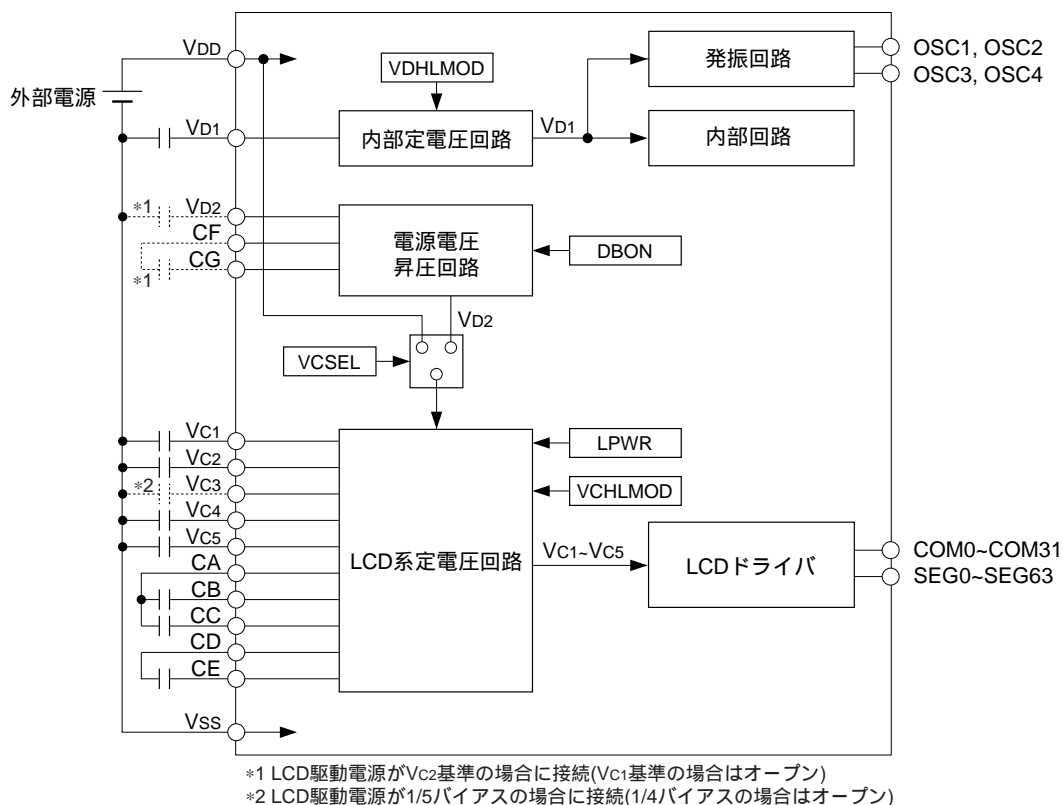 VDD
外部電源
VDHLMOD
発振回路
OSC1, OSC2
OSC3, OSC4
VD1
内部定電圧回路
VD1
内部回路
*1
VD2
CF
CG
*1
電源電圧
昇圧回路
DBON
VD2
VCSEL
VC1
VC2
*2
VC3
VC4
VC5
CA
CB
CC
CD
CE
LCD系定電圧回路
LPWR
VCHLMOD
VC1~VC5
LCDドライバ
COM0~COM31
SEG0~SEG63
VSS
*1 LCD駆動電源がVC2基準の場合に接続(VC1基準の場合はオープン)
*2 LCD駆動電源が1/5バイアスの場合に接続(1/4バイアスの場合はオープン)